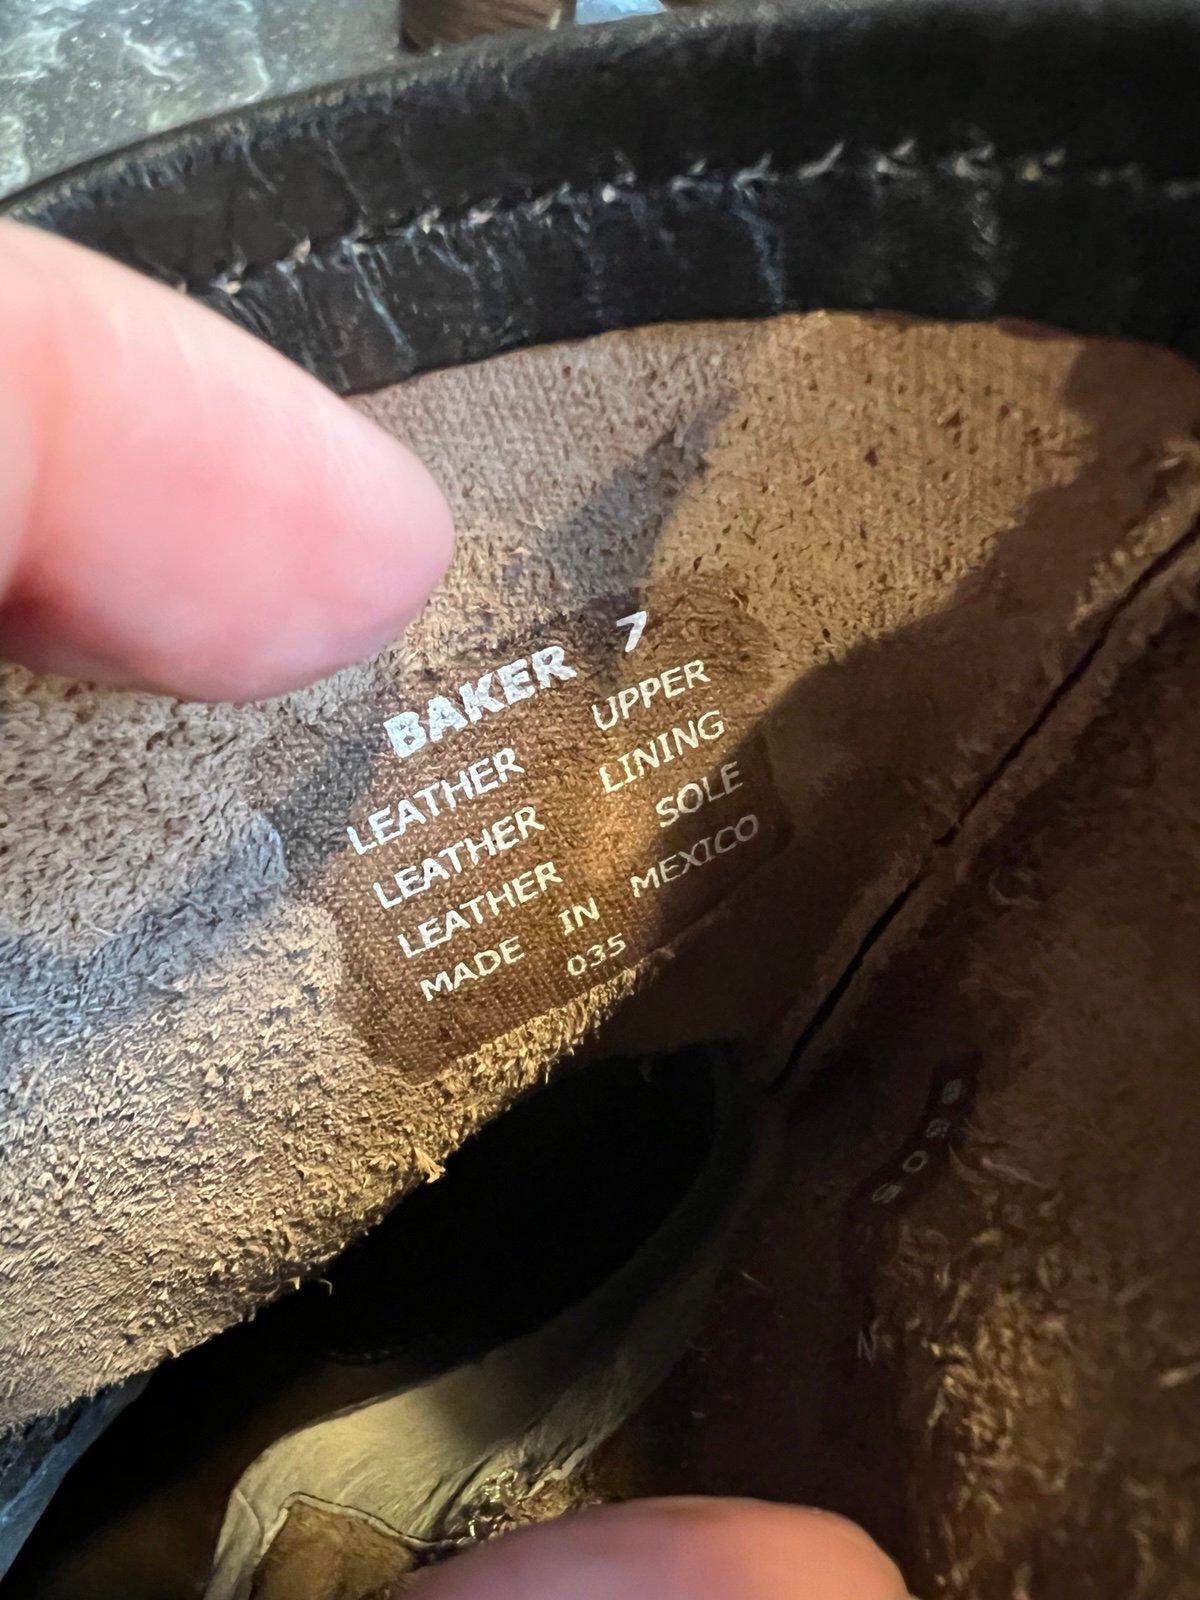 BAKER 7
LEATHER UPPER
LEATHER LINING
LEATHER SOLE
MADE IN MEXICO
035